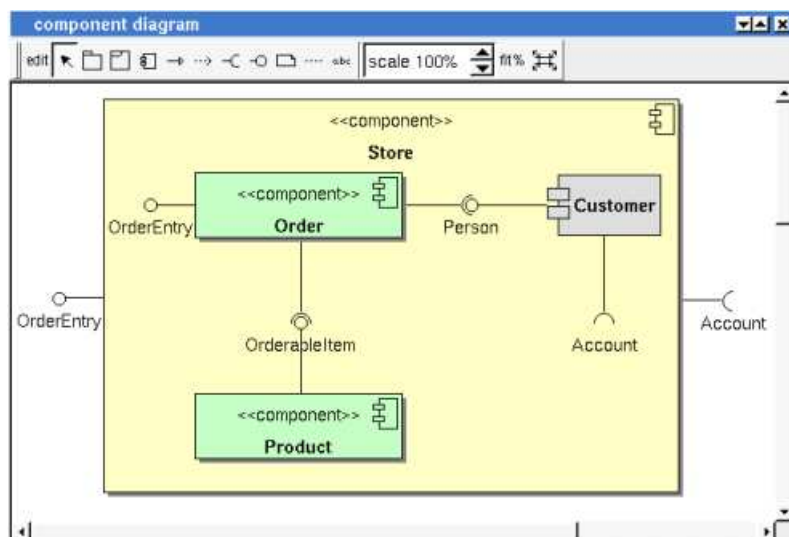 component diagram
edit
abc
scale 100%
fit%
<<component>>
Store
<<component>>
Order
OrderEntry
Person
Customer
OrderEntry
OrderableItem
Account
Account
<<component>>
Product